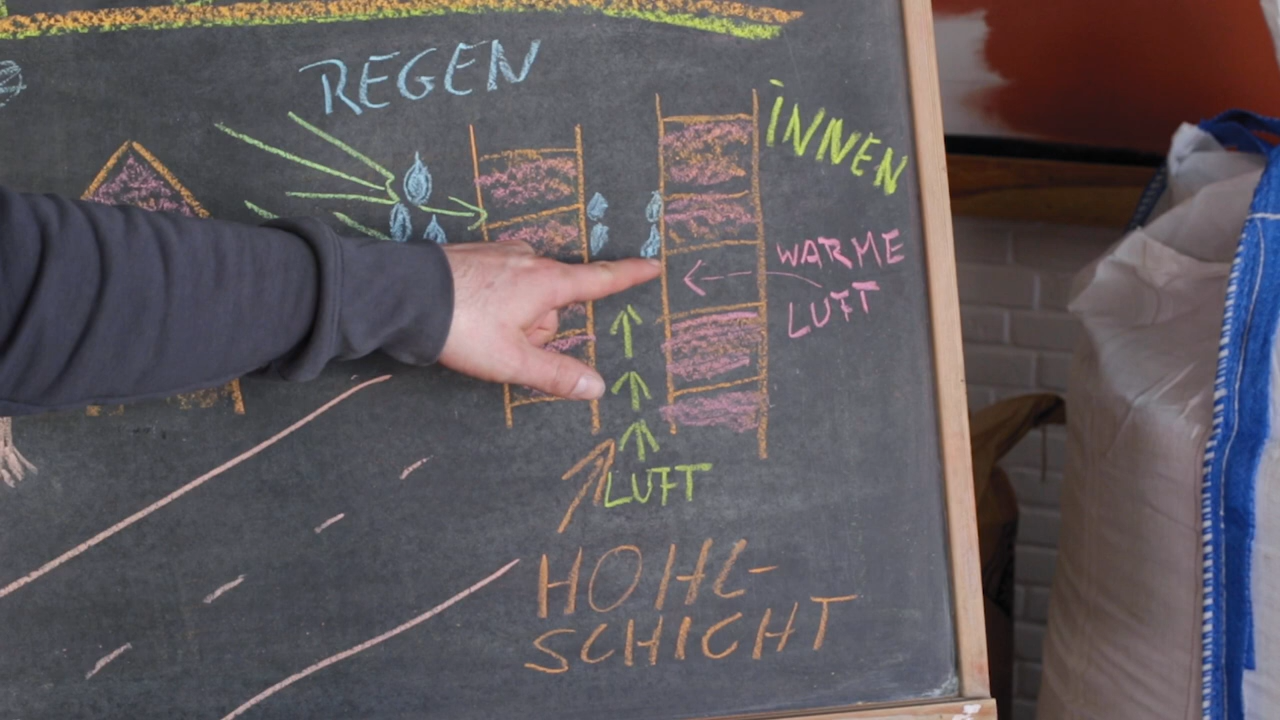 REGEN
INNEN
WARME
LUFT
LUFT
HOHL-
SCHICHT